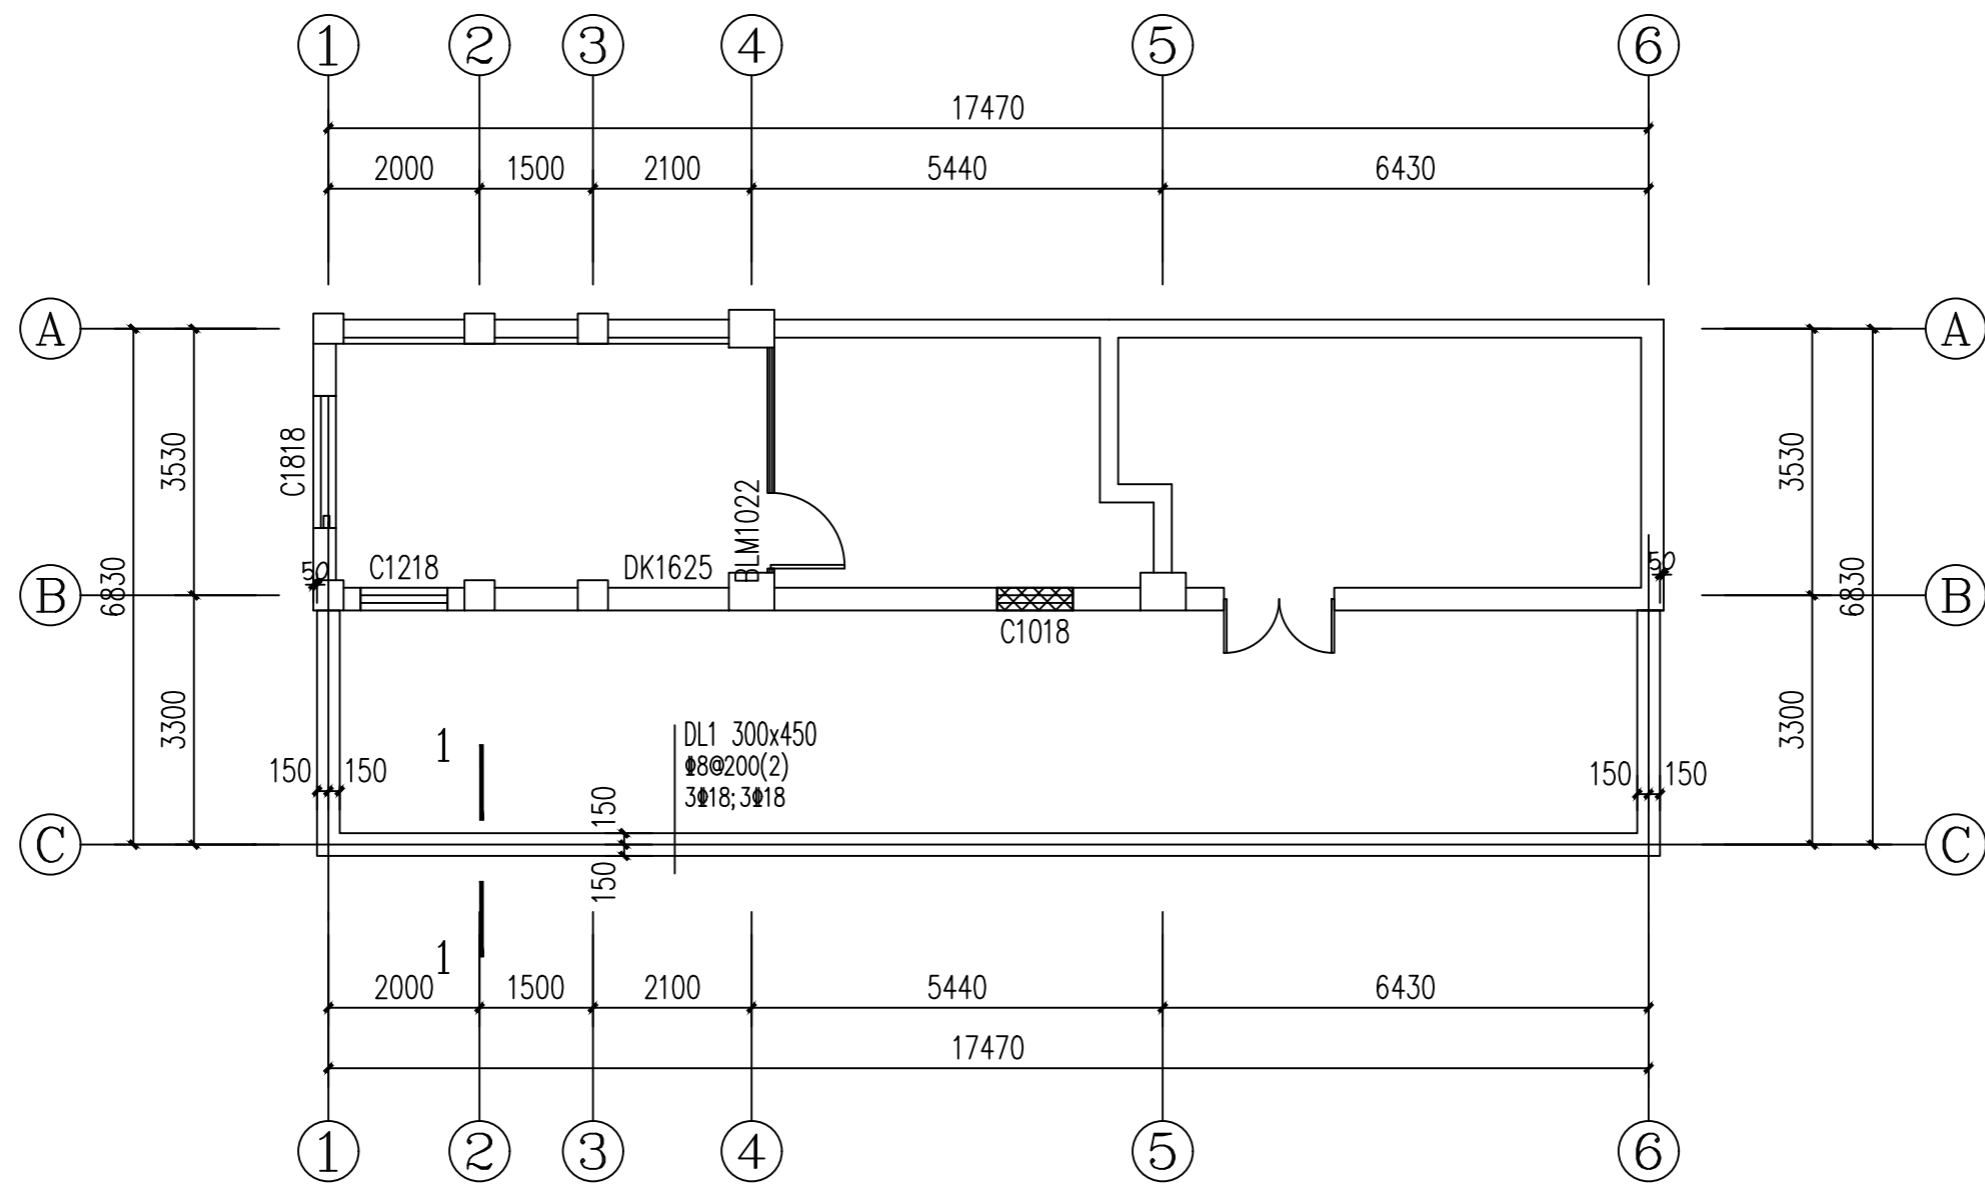 1 2 3 4 5 6
17470
2000 1500 2100 5440 6430
A A
3530 3530
C1818
BLM1022
C1218 DK1625
50 50
6830 6830
B B
C1018
3300 3300
1
DL1 300x450
Φ8@200(2)
3Φ18;3Φ18
150 150 150 150
150
C C
150
1
2000 1500 2100 5440 6430
17470
1 2 3 4 5 6